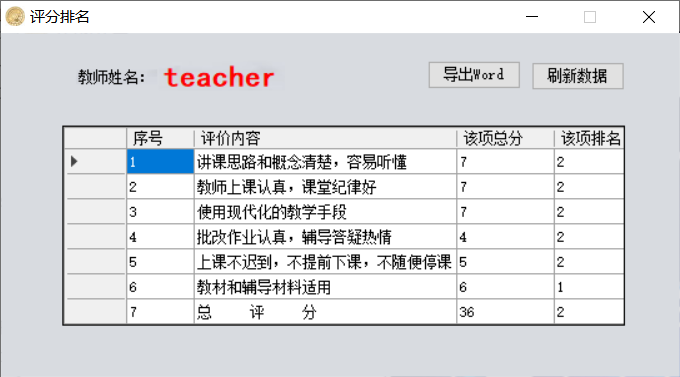 评分排名
教师姓名： teacher 导出Word 刷新数据
序号 评价内容 该项总分 该项排名
1 讲课思路和概念清楚，容易听懂 7 2
2 教师上课认真，课堂纪律好 7 2
3 使用现代化的教学手段 7 2
4 批改作业认真，辅导答疑热情 4 2
5 上课不迟到，不提前下课，不随便停课 5 2
6 教材和辅导材料适用 6 1
7 总 评 分 36 2